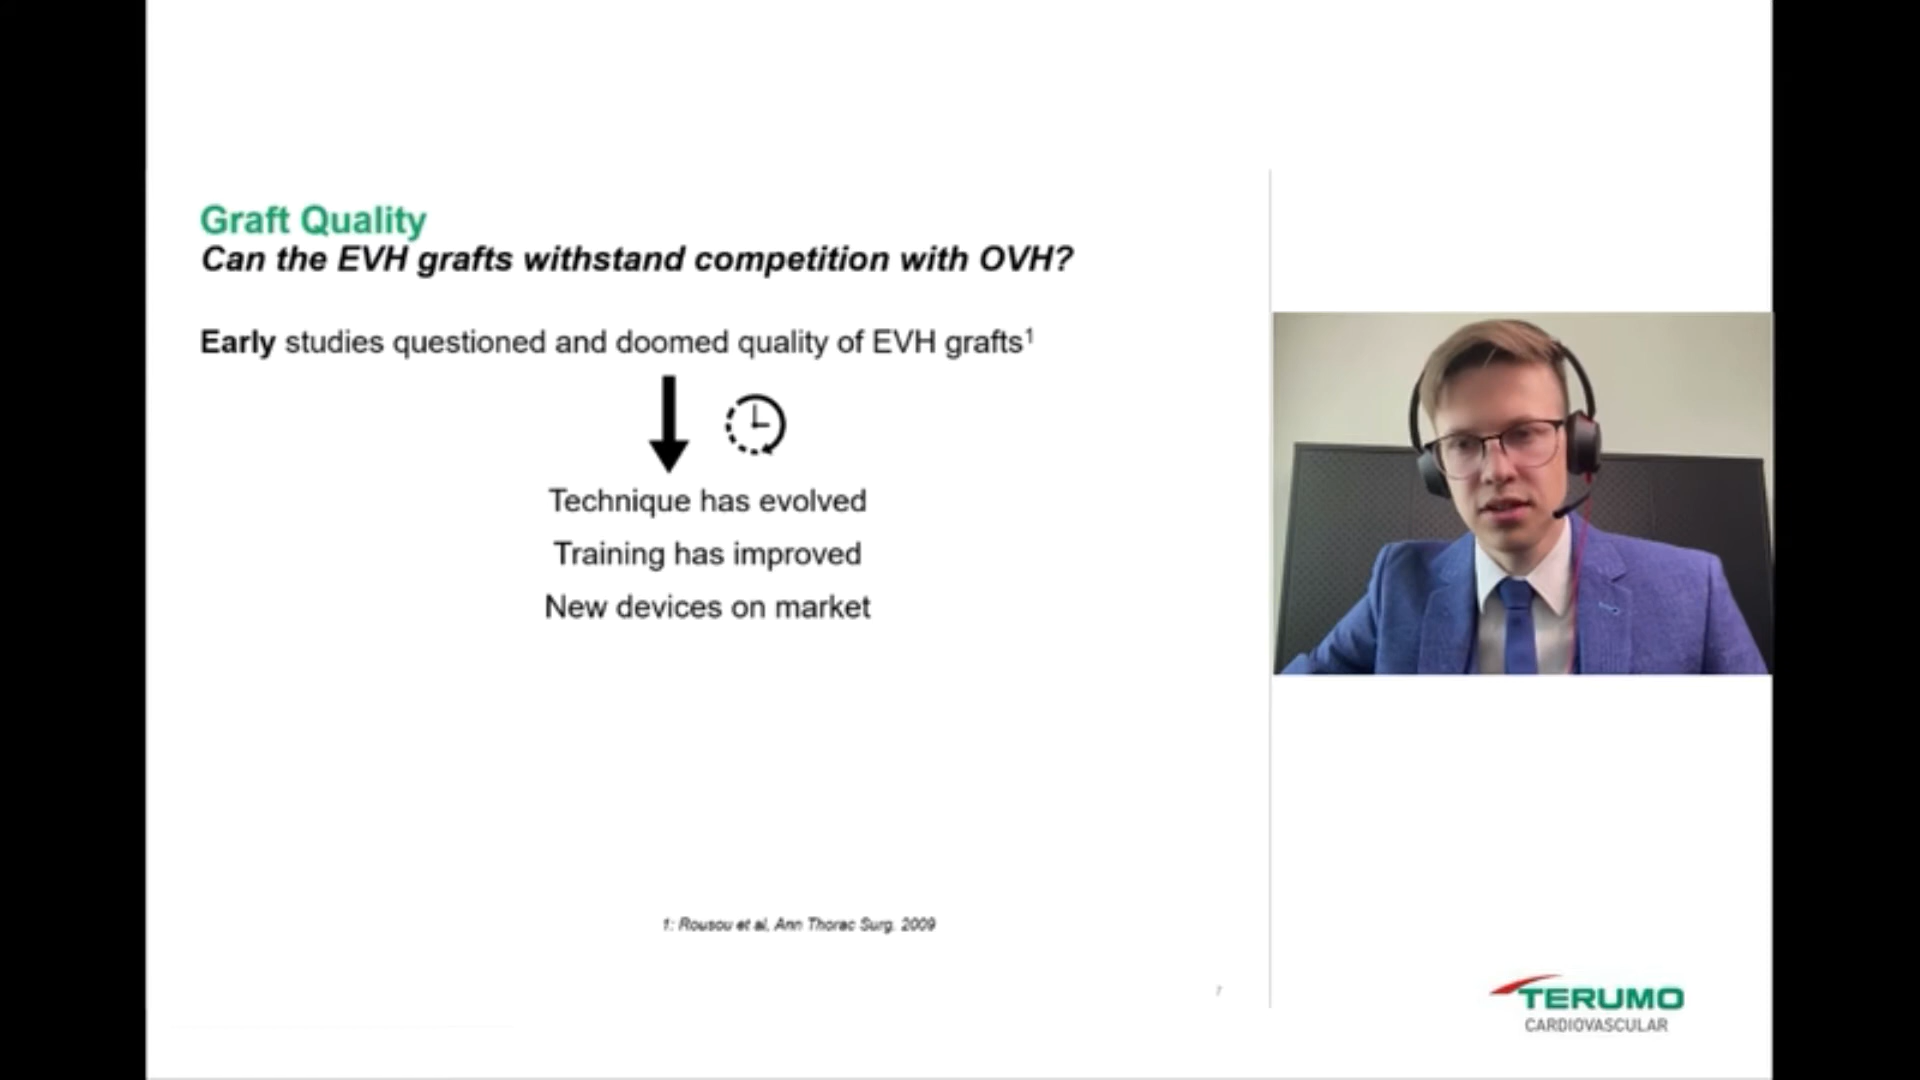 Graft Quality
Can the EVH grafts withstand competition with OVH?
Early studies questioned and doomed quality of EVH grafts1
Technique has evolved
Training has improved
New devices on market
1: Rousou et al, Ann Thorac Surg. 2009
TERUMO
CARDIOVASCULAR